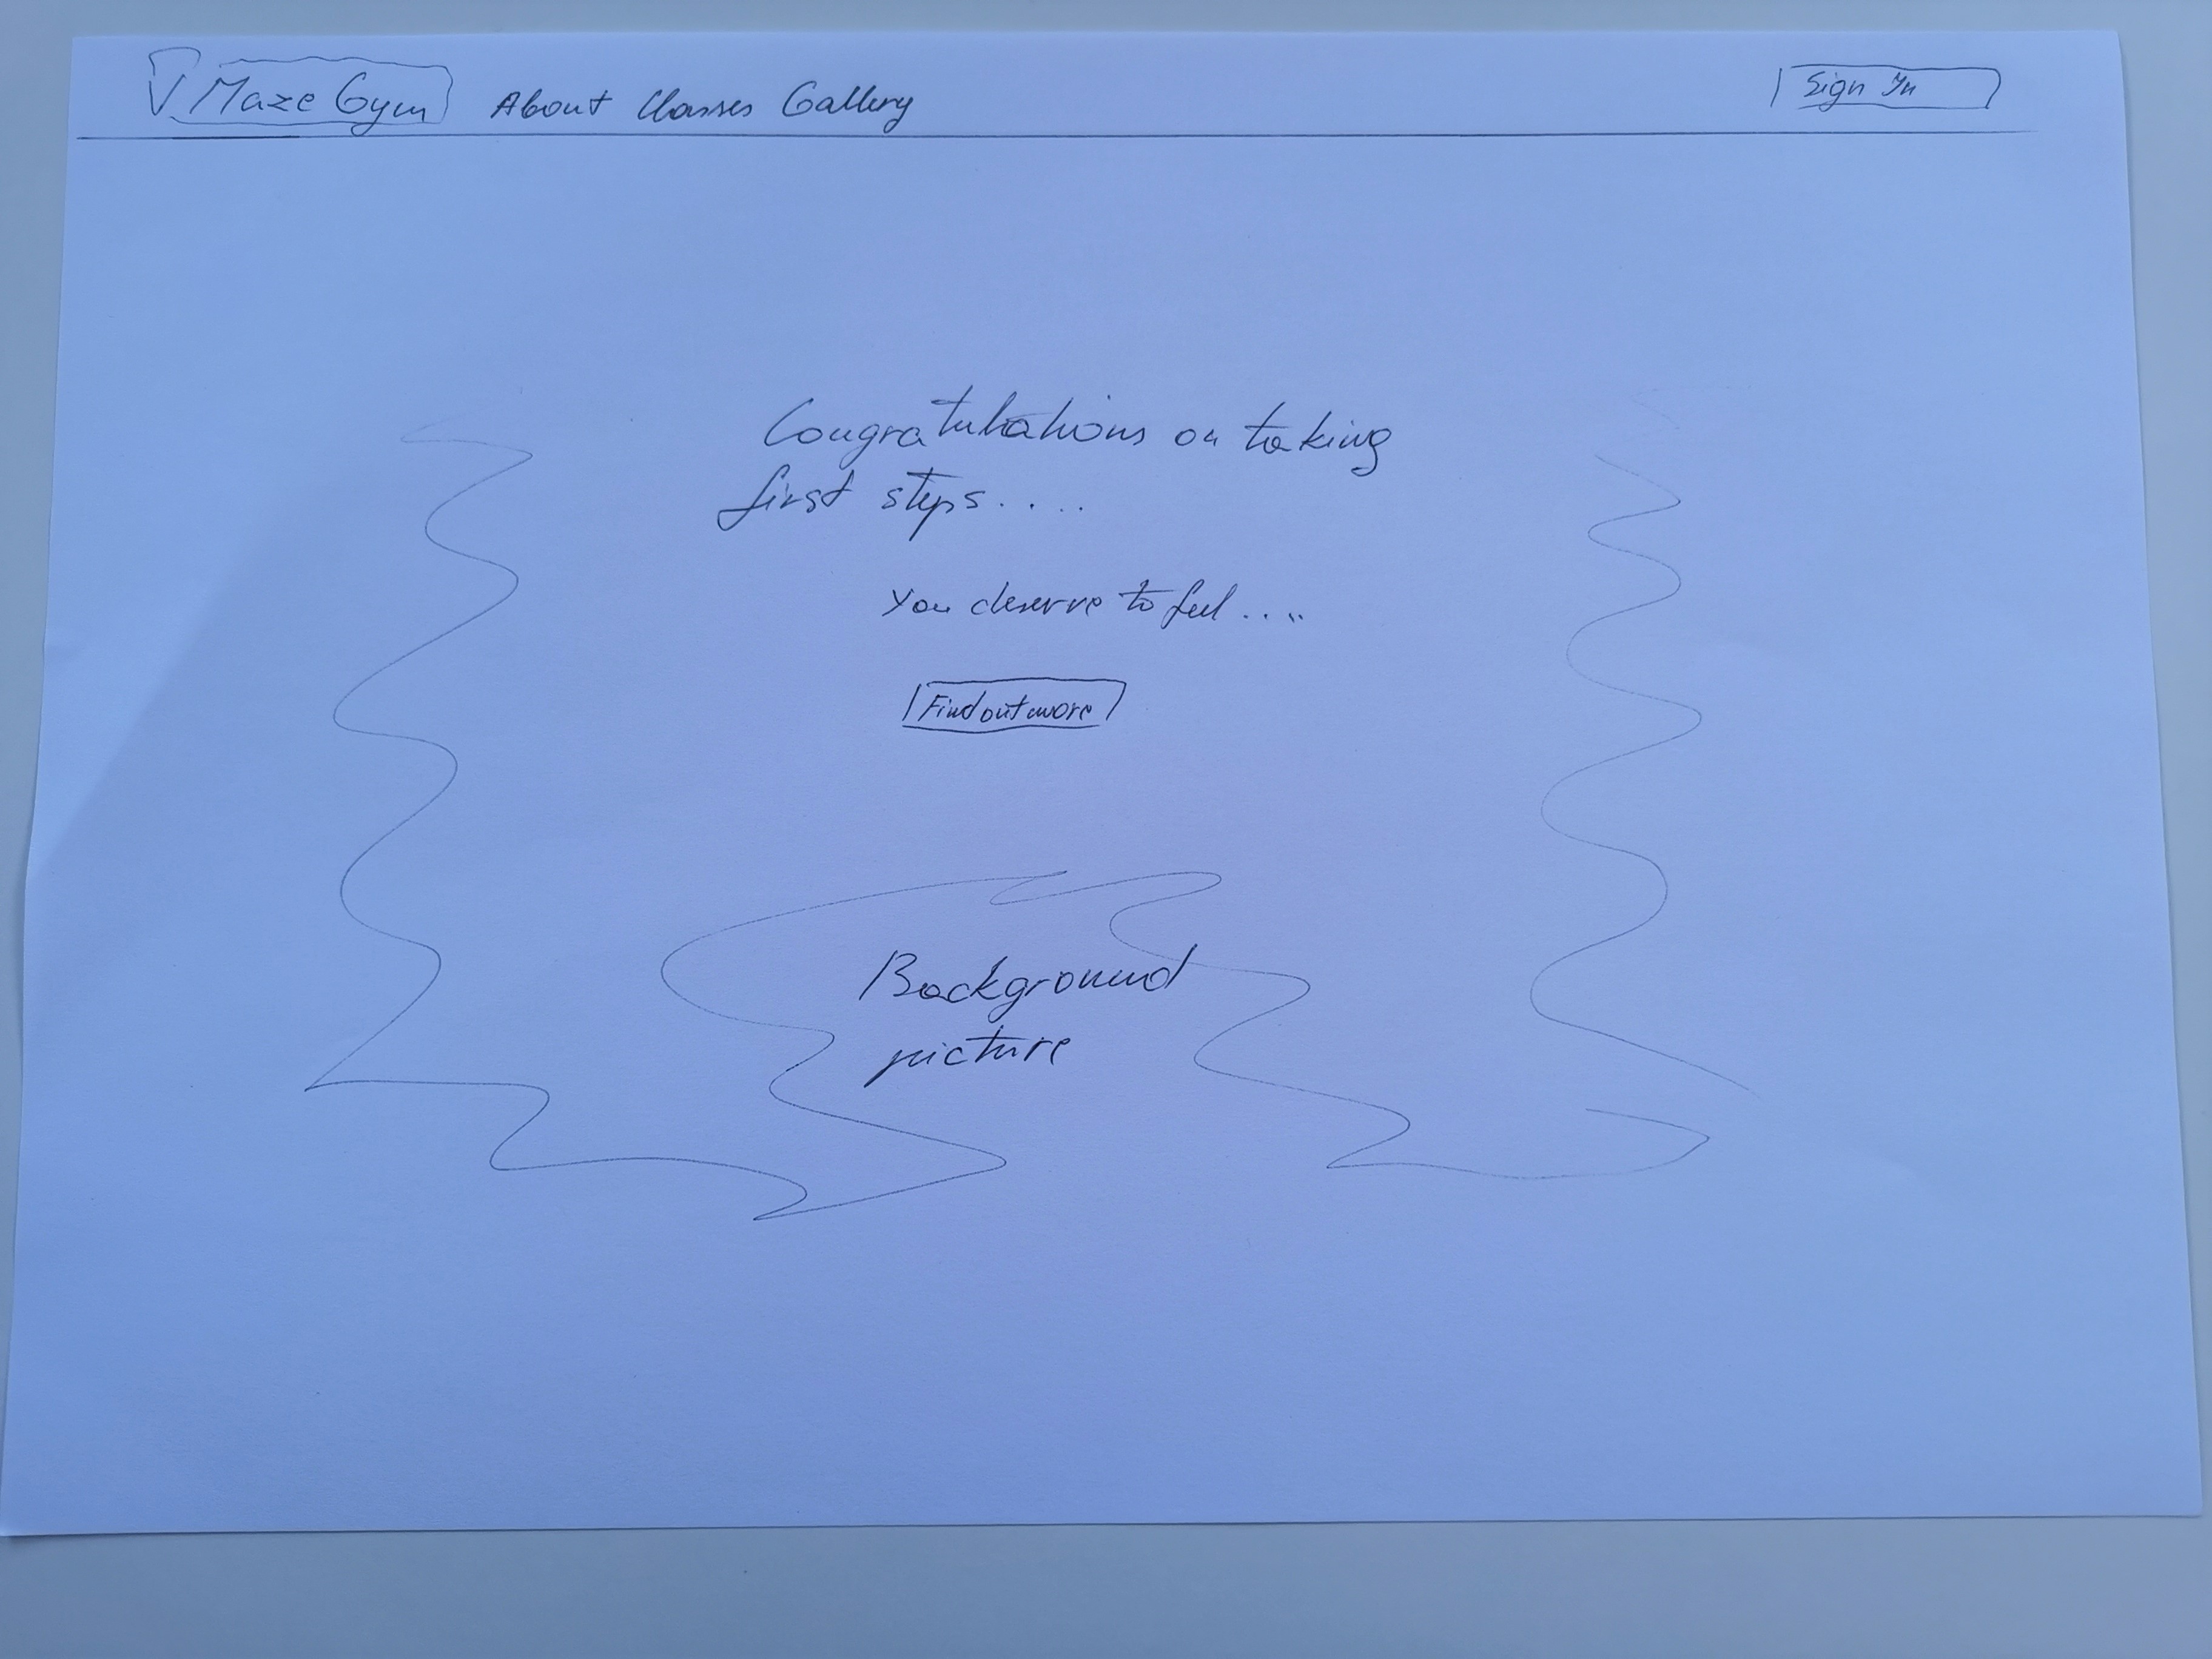 Maze Gym About Classes Gallery Sign In
Congratulations on taking
first steps.....
You deserve to feel....
Find out more
Background
picture